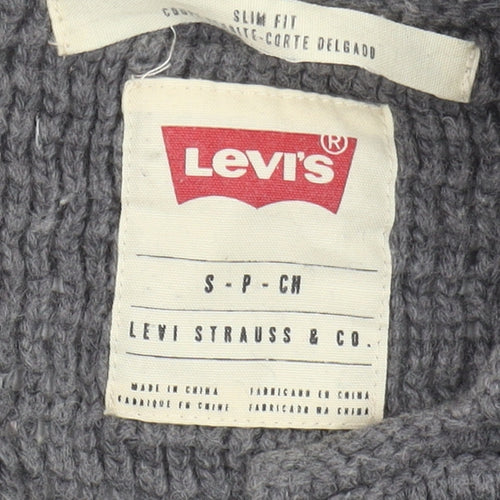 SLIM FIT
CORTE DELGADO
LEVI'S ®
S - P - CH
LEVI STRAUSS & CO.
MADE IN CHINA FABRICADO EN CHINA
FABRIQUE EN CHINE FABRICADO NA CHINA